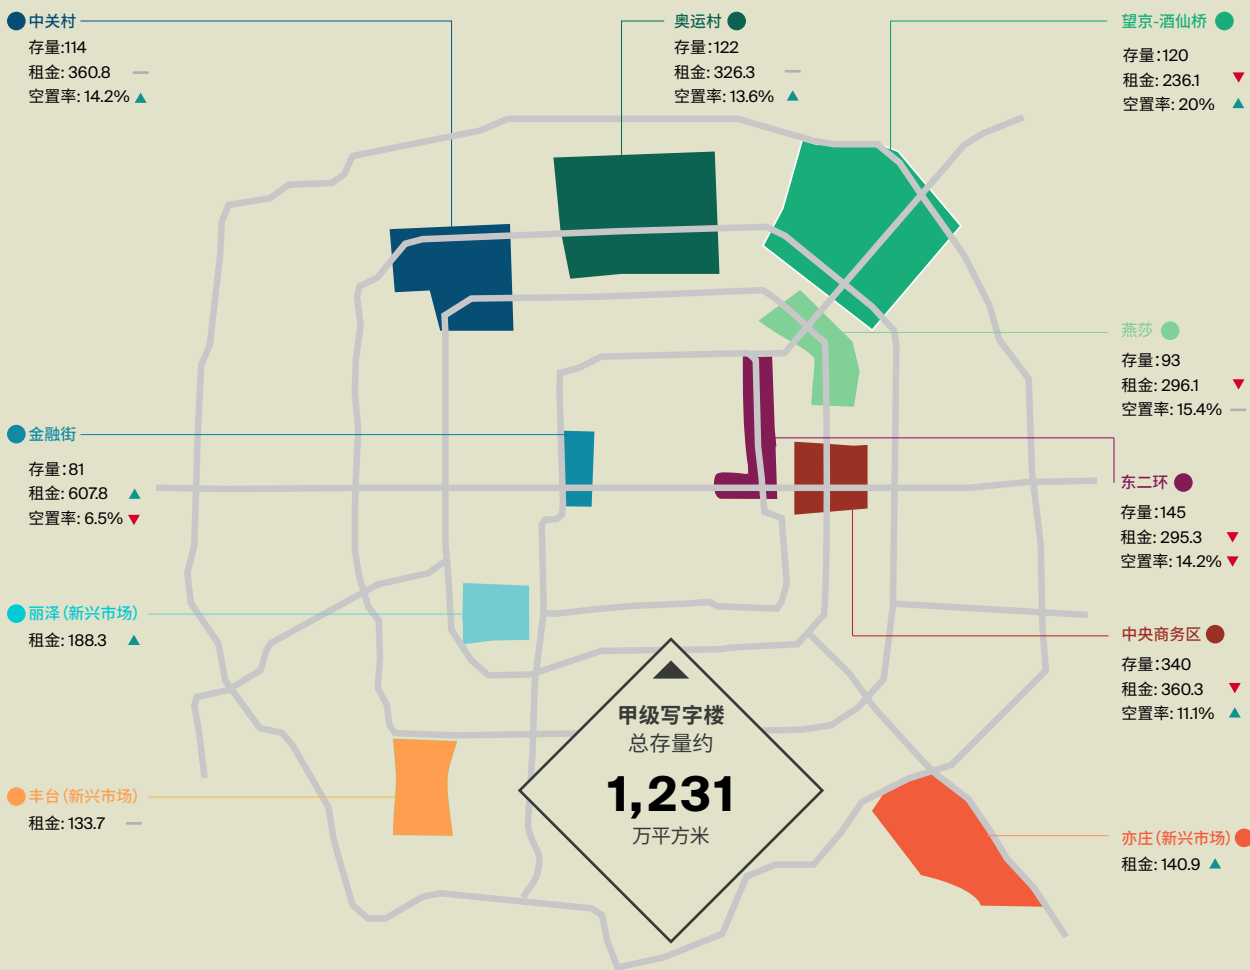 中关村
存量:114
租金: 360.8
空置率: 14.2%
奥运村
存量:122
租金: 326.3
空置率: 13.6%
望京-酒仙桥
存量:120
租金: 236.1
空置率: 20%
燕莎
存量:93
租金: 296.1
空置率: 15.4%
金融街
存量:81
租金: 607.8
空置率: 6.5%
东二环
存量:145
租金: 295.3
空置率: 14.2%
丽泽(新兴市场)
租金: 188.3
中央商务区
存量:340
租金: 360.3
空置率: 11.1%
甲级写字楼
总存量约
1,231
万平方米
丰台(新兴市场)
租金: 133.7
亦庄(新兴市场)
租金: 140.9